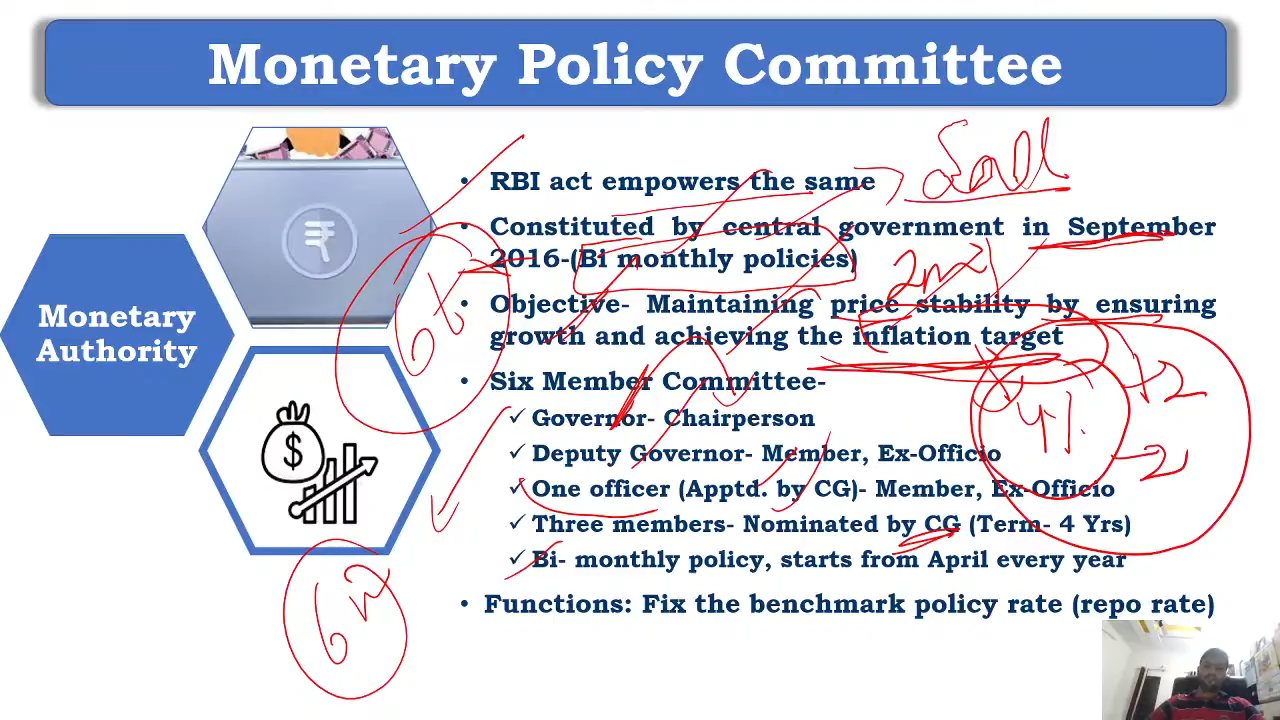 Monetary Policy Committee
Monetary
Authority
• RBI act empowers the same
• Constituted by central government in September
2016-(Bi monthly policies)
• Objective- Maintaining price stability by ensuring
growth and achieving the inflation target
• Six Member Committee-
✓ Governor- Chairperson
✓ Deputy Governor- Member, Ex-Officio
✓ One officer (Apptd. by CG)- Member, Ex-Officio
✓ Three members- Nominated by CG (Term- 4 Yrs)
✓ Bi- monthly policy, starts from April every year
• Functions: Fix the benchmark policy rate (repo rate)
4%
+2
-2
₹
$